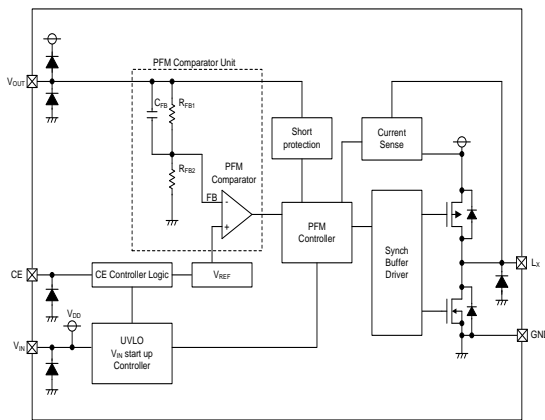 PFM Comparator Unit
VOUT
CFB
RFB1
RFB2
Short
protection
Current
Sense
PFM
Comparator
FB
-
+
PFM
Controller
Synch
Buffer
Driver
LX
CE
CE Controller Logic
VREF
VDD
VIN
UVLO
VIN start up
Controller
GND